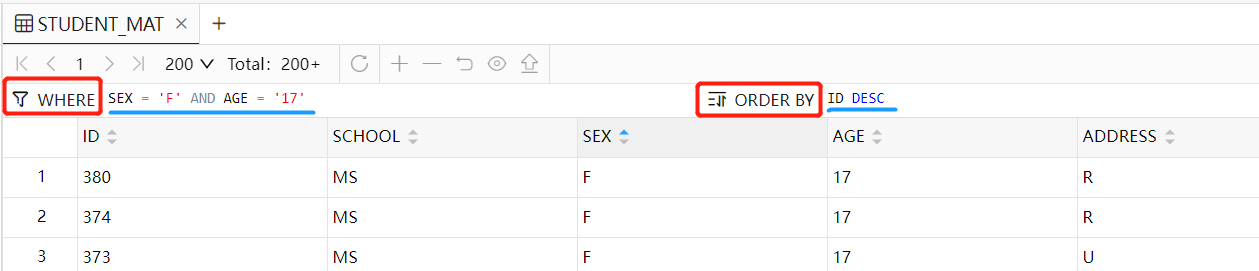 STUDENT_MAT × +
1 200 Total: 200+
WHERE SEX = 'F' AND AGE = '17' ORDER BY ID DESC
ID SCHOOL SEX AGE ADDRESS
1 380 MS F 17 R
2 374 MS F 17 R
3 373 MS F 17 U